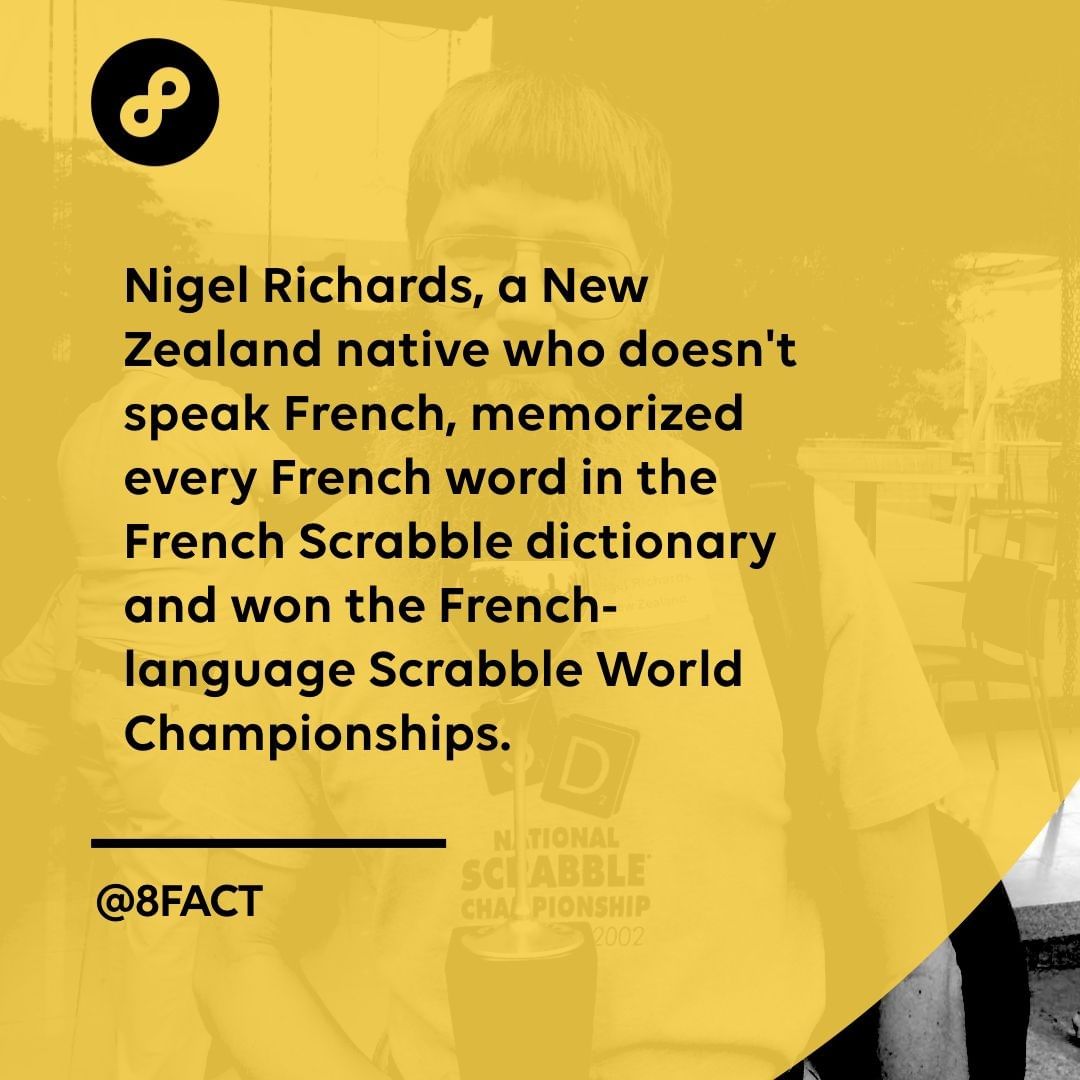 Nigel Richards, a New
Zealand native who doesn't
speak French, memorized
every French word in the
French Scrabble dictionary
and won the French-
language Scrabble World
Championships.
@8FACT
D
NATIONAL
SCRABBLE
CHAMPIONSHIP
2002